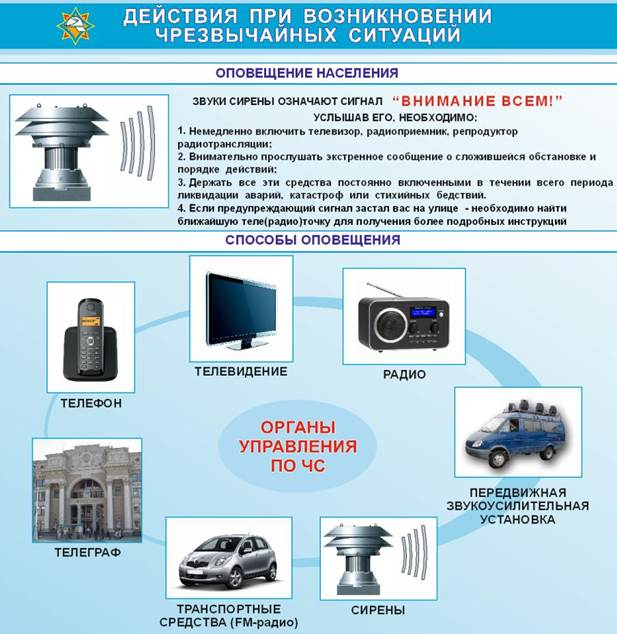 ДЕЙСТВИЯ ПРИ ВОЗНИКНОВЕНИИ
ЧРЕЗВЫЧАЙНЫХ СИТУАЦИЙ
ОПОВЕЩЕНИЕ НАСЕЛЕНИЯ
ЗВУКИ СИРЕНЫ ОЗНАЧАЮТ СИГНАЛ "ВНИМАНИЕ ВСЕМ!"
УСЛЫШАВ ЕГО, НЕОБХОДИМО:
1. Немедленно включить телевизор, радиоприемник, репродуктор
радиотрансляции;
2. Внимательно прослушать экстренное сообщение о сложившейся обстановке и
порядке действий;
3. Держать все эти средства постоянно включенными в течении всего периода
ликвидации аварий, катастроф или стихийных бедствий.
4. Если предупреждающий сигнал застал вас на улице - необходимо найти
ближайшую теле(радио)точку для получения более подробных инструкций
СПОСОБЫ ОПОВЕЩЕНИЯ
ТЕЛЕВИДЕНИЕ
РАДИО
ТЕЛЕФОН
ОРГАНЫ
УПРАВЛЕНИЯ
ПО ЧС
ПЕРЕДВИЖНАЯ
ЗВУКОУСИЛИТЕЛЬНАЯ
УСТАНОВКА
ТЕЛЕГРАФ
ТРАНСПОРТНЫЕ
СРЕДСТВА (FM-радио)
СИРЕНЫ